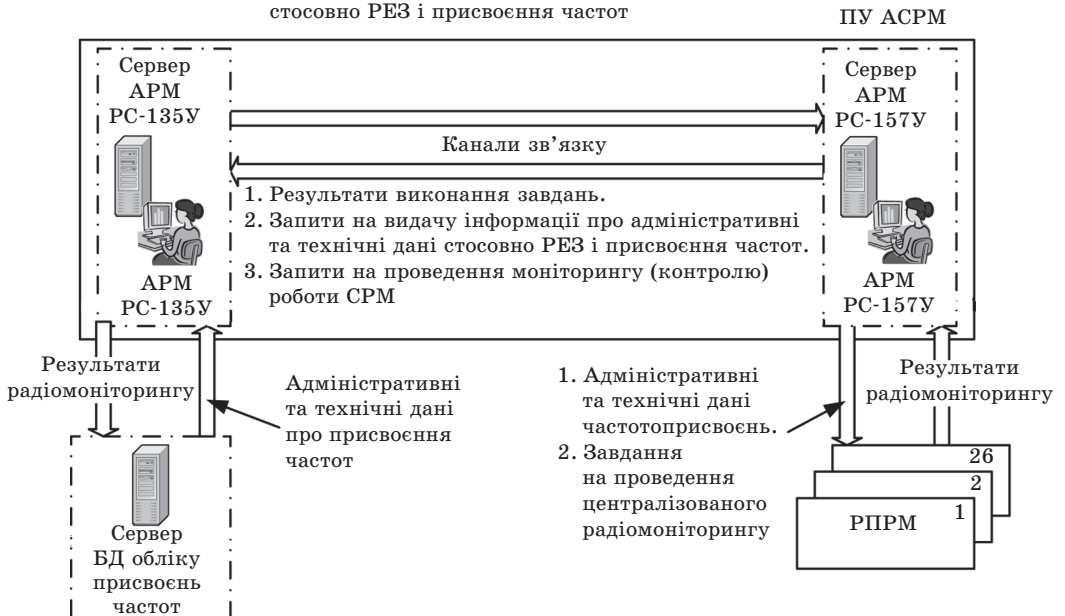 стосовно РЕЗ і присвоєння частот
ПУ АСРМ
Сервер
АРМ
РС-135У
Сервер
АРМ
РС-157У
Канали зв’язку
1. Результати виконання завдань.
2. Запити на видачу інформації про адміністративні
та технічні дані стосовно РЕЗ і присвоєння частот.
3. Запити на проведення моніторингу (контролю)
роботи СРМ
АРМ
РС-135У
АРМ
РС-157У
Результати
радіомоніторингу
Адміністративні
та технічні дані
про присвоєння
частот
1. Адміністративні
та технічні дані
частотоприсвоєнь.
2. Завдання
на проведення
централізованого
радіомоніторингу
Результати
радіомоніторингу
26
2
1
РПРМ
Сервер
БД обліку
присвоєнь
частот